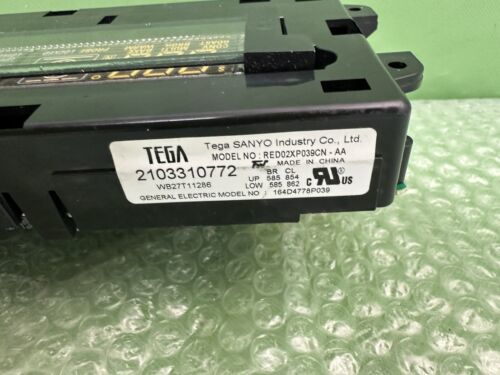 TEGA
Tega SANYO Industry Co., Ltd.
MODEL NO : RED02XP039CN - AA
2103310772
MADE IN CHINA
WB27T11286
BR CL
UP 585 854
LOW 585 862
GENERAL ELECTRIC MODEL NO : 164D4778P039
C US